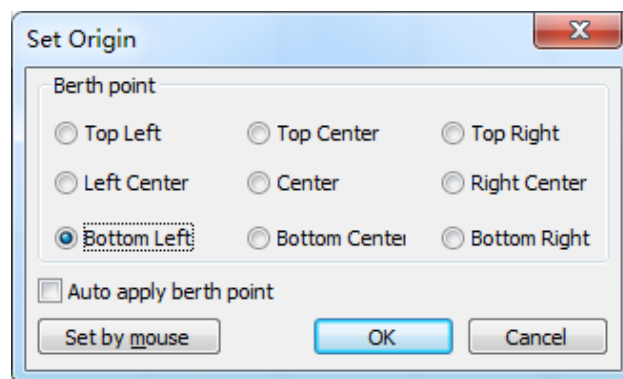 Set Origin
Berth point
Top Left Top Center Top Right
Left Center Center Right Center
Bottom Left Bottom Center Bottom Right
Auto apply berth point
Set by mouse OK Cancel